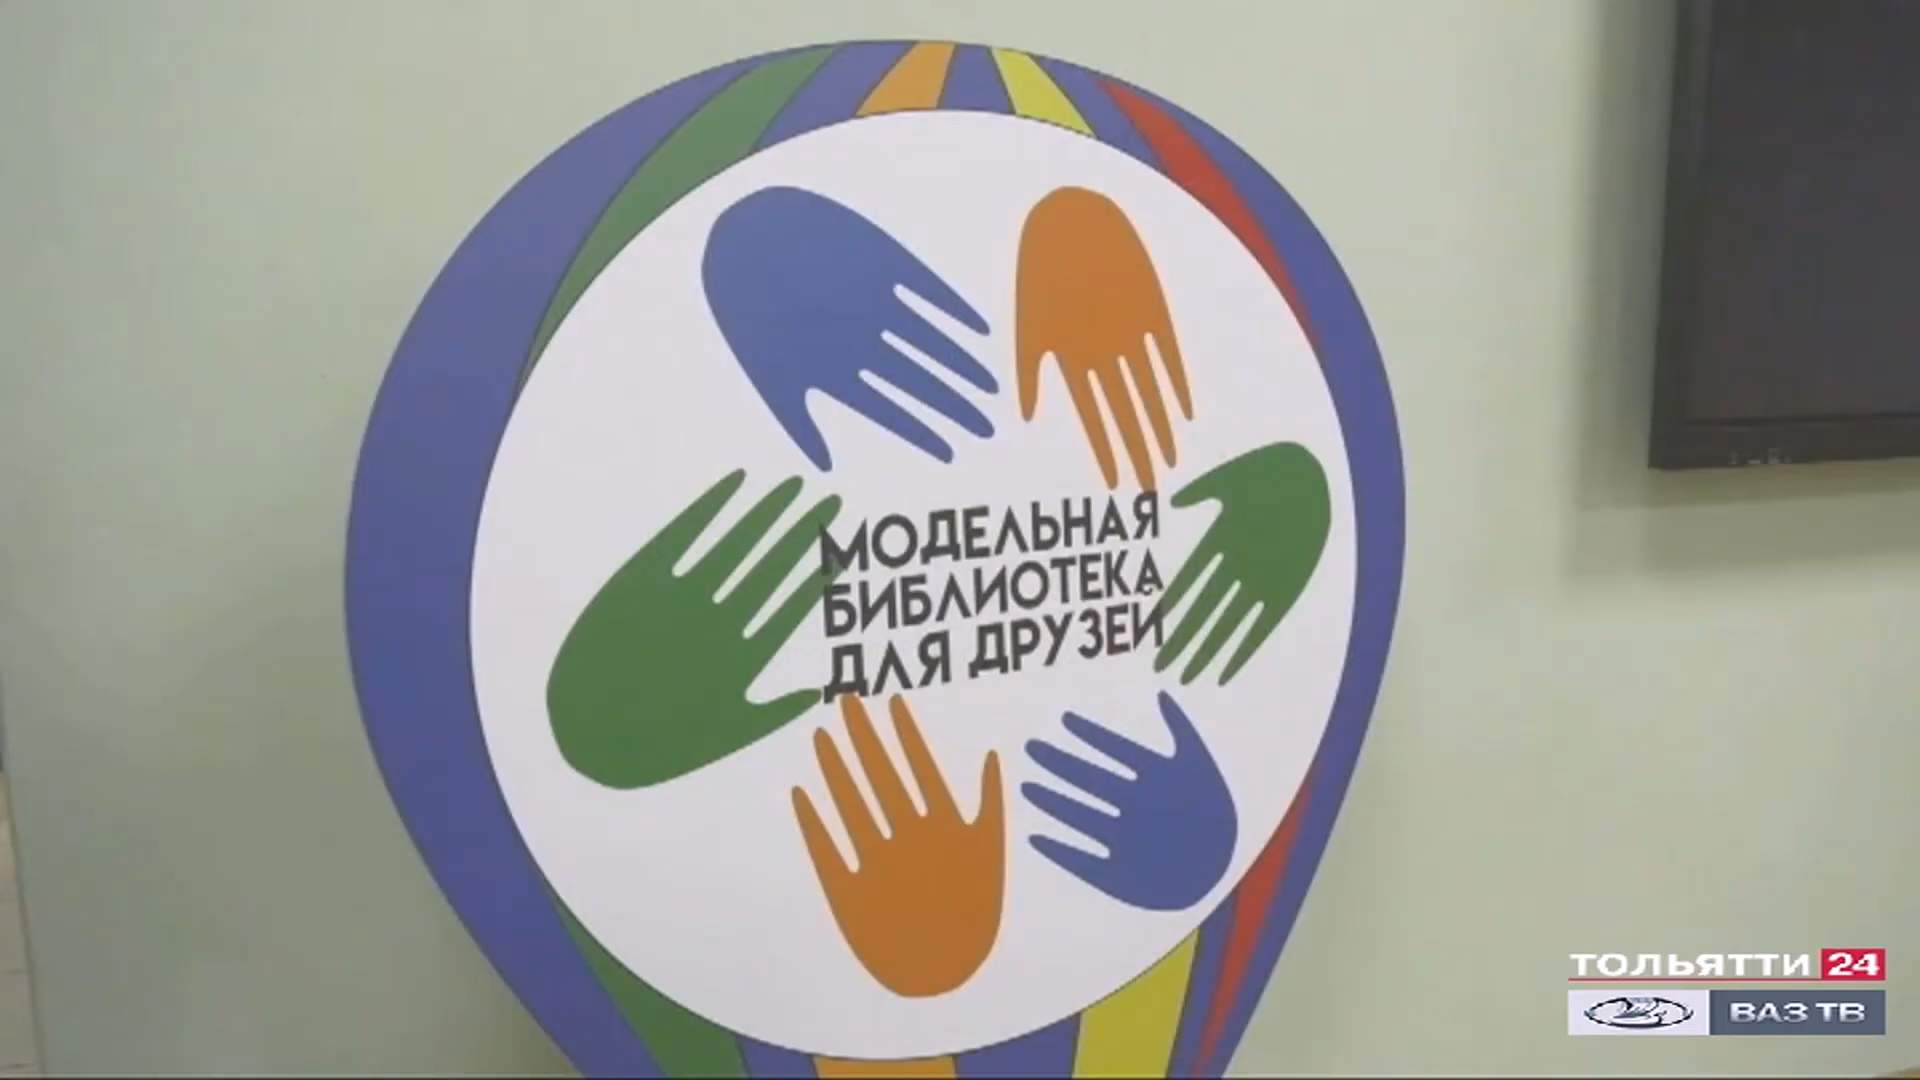 МОДЕЛЬНАЯ
БИБЛИОТЕКА
ДЛЯ ДРУЗЕЙ
ТОЛЬЯТТИ 24
ВАЗ ТВ